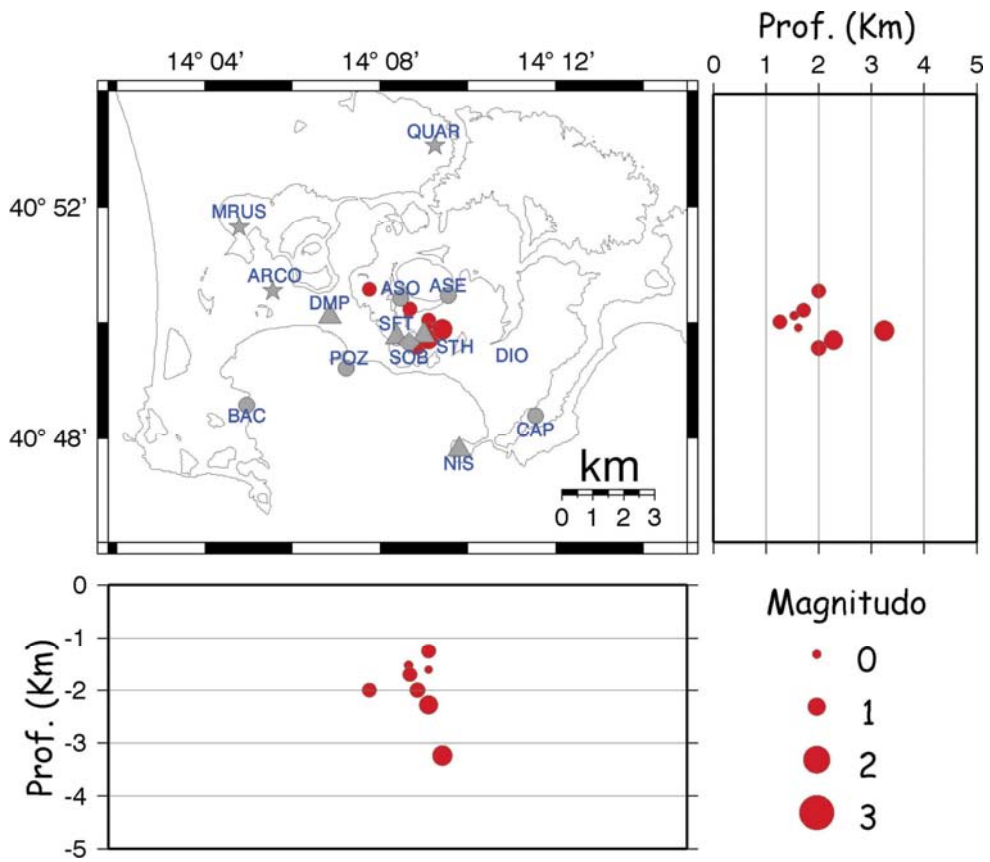 Prof. (Km)
14° 04’ 14° 08’ 14° 12’
0 1 2 3 4 5
QUAR
40° 52’
MRUS
ARCO
ASO ASE
DMP
SFT
STH
POZ SOB DIO
BAC
CAP
40° 48’
NIS
km
0 1 2 3
Prof. (Km)
0
-1
-2
-3
-4
-5
Magnitudo
0
1
2
3